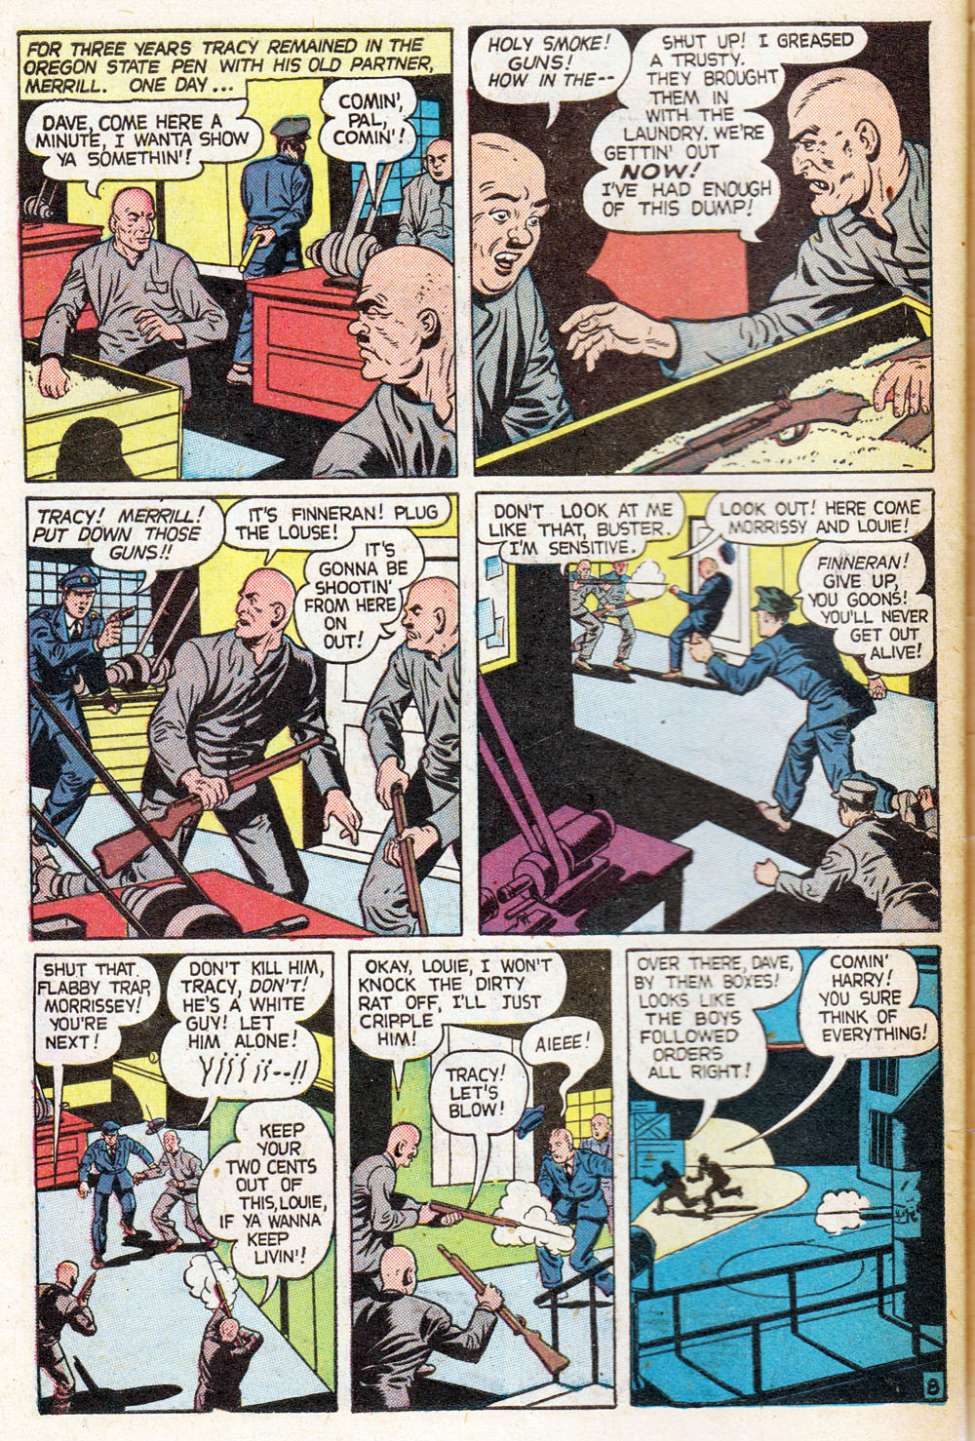 FOR THREE YEARS TRACY REMAINED IN THE
OREGON STATE PEN WITH HIS OLD PARTNER,
MERRILL. ONE DAY...
DAVE, COME HERE A
MINUTE, I WANTA SHOW
YA SOMETHIN'!
COMIN',
PAL,
COMIN'!
HOLY SMOKE!
GUNS!
HOW IN THE--
SHUT UP! I GREASED
A TRUSTY.
THEY BROUGHT
THEM IN
WITH THE
LAUNDRY. WE'RE
GETTIN' OUT
NOW!
I'VE HAD ENOUGH
OF THIS DUMP!
TRACY! MERRILL!
PUT DOWN THOSE
GUNS!!
IT'S FINNERAN! PLUG
THE LOUSE!
IT'S
GONNA BE
SHOOTIN'
FROM HERE
ON
OUT!
DON'T LOOK AT ME
LIKE THAT, BUSTER.
I'M SENSITIVE.
LOOK OUT! HERE COME
MORRISSY AND LOUIE!
FINNERAN!
GIVE UP,
YOU GOONS!
YOU'LL NEVER
GET OUT
ALIVE!
SHUT THAT
FLABBY TRAP,
MORRISSEY!
YOU'RE
NEXT!
DON'T KILL HIM,
TRACY, DON'T!
HE'S A WHITE
GUY! LET
HIM ALONE!
YIIIIII--!!
KEEP
YOUR
TWO CENTS
OUT OF
THIS, LOUIE,
IF YA WANNA
KEEP
LIVIN'!
OKAY, LOUIE, I WON'T
KNOCK THE DIRTY
RAT OFF, I'LL JUST
CRIPPLE
HIM!
TRACY!
LET'S
BLOW!
AIEEE!
OVER THERE, DAVE,
BY THEM BOXES!
LOOKS LIKE
THE BOYS
FOLLOWED
ORDERS
ALL RIGHT!
COMIN'
HARRY!
YOU SURE
THINK OF
EVERYTHING!
8